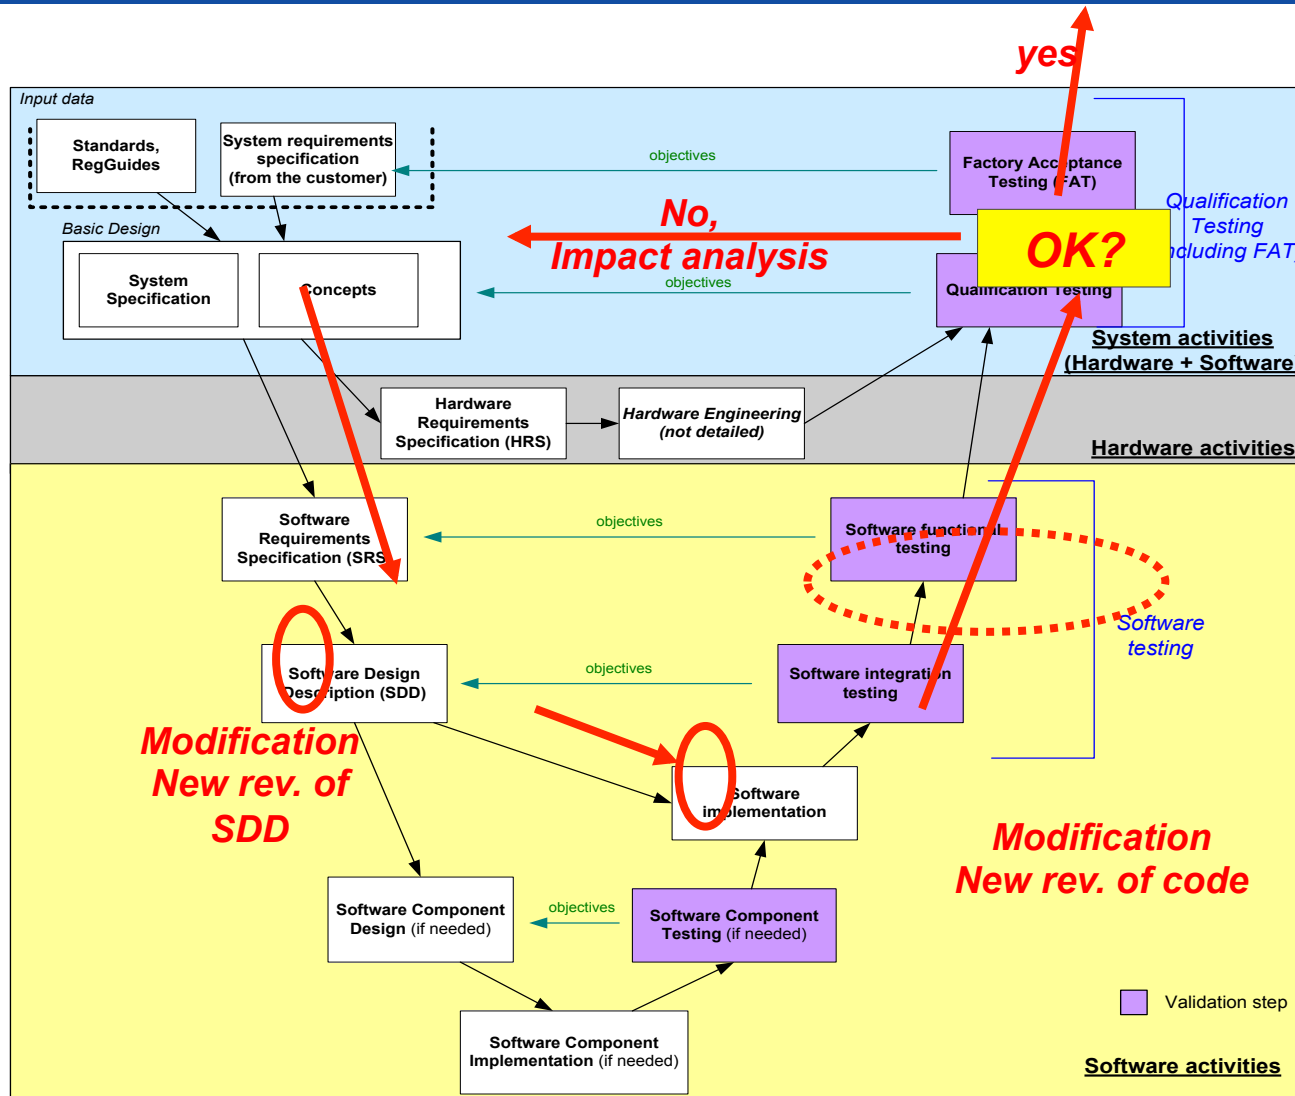 yes
Input data
Standards,
RegGuides
System requirements
specification
(from the customer)
objectives
Factory Acceptance
Testing (FAT)
No,
Impact analysis
OK?
Qualification
Testing
including FAT
Basic Design
System
Specification
Concepts
objectives
Qualification Testing
System activities
(Hardware + Software
Hardware
Requirements
Specification (HRS)
Hardware Engineering
(not detailed)
Hardware activities
Software
Requirements
Specification (SRS
objectives
Software functional
testing
Software Design
Description (SDD)
objectives
Software integration
testing
Software
testing
Modification
New rev. of
SDD
Software
implementation
Modification
New rev. of code
Software Component
Design (if needed)
objectives
Software Component
Testing (if needed)
Validation step
Software Component
Implementation (if needed)
Software activities